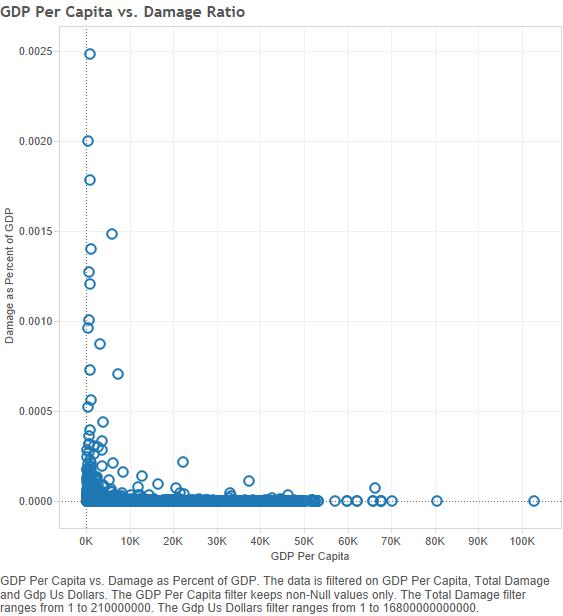 GDP Per Capita vs. Damage Ratio
0.0025
0.0020
0.0015
0.0010
0.0005
0.0000
Damage as Percent of GDP
0K 10K 20K 30K 40K 50K 60K 70K 80K 90K 100K
GDP Per Capita
GDP Per Capita vs. Damage as Percent of GDP. The data is filtered on GDP Per Capita, Total Damage
and Gdp Us Dollars. The GDP Per Capita filter keeps non-Null values only. The Total Damage filter
ranges from 1 to 210000000. The Gdp Us Dollars filter ranges from 1 to 16800000000000.